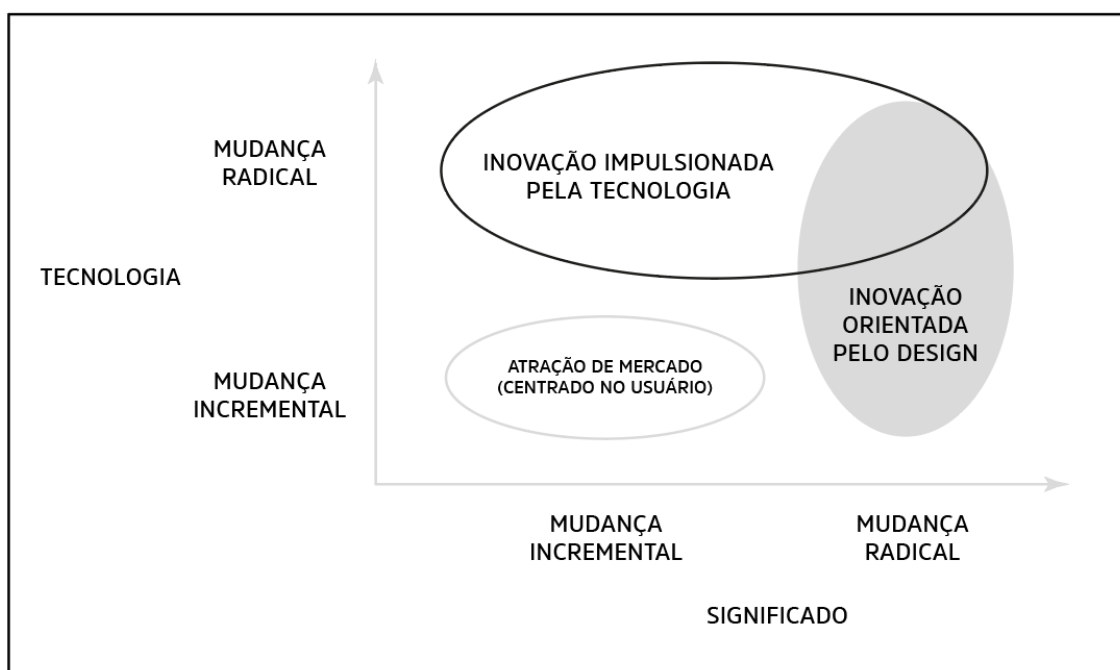 MUDANÇA
RADICAL
INOVAÇÃO IMPULSIONADA
PELA TECNOLOGIA
TECNOLOGIA
INOVAÇÃO
ORIENTADA
PELO DESIGN
MUDANÇA
INCREMENTAL
ATRAÇÃO DE MERCADO
(CENTRADO NO USUÁRIO)
MUDANÇA
INCREMENTAL
MUDANÇA
RADICAL
SIGNIFICADO